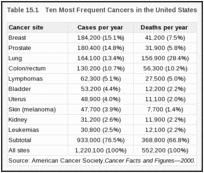 Table 15.1 Ten Most Frequent Cancers in the United States
Cancer site Cases per year Deaths per year
Breast 184,200 (15.1%) 41,200 (7.5%)
Prostate 180,400 (14.8%) 31,900 (5.8%)
Lung 164,100 (13.4%) 156,900 (28.4%)
Colon/rectum 130,200 (10.7%) 56,300 (10.2%)
Lymphomas 62,300 (5.1%) 27,500 (5.0%)
Bladder 53,200 (4.4%) 12,200 (2.2%)
Uterus 48,900 (4.0%) 11,100 (2.0%)
Skin (melanoma) 47,700 (3.9%) 7,700 (1.4%)
Kidney 31,200 (2.6%) 11,900 (2.2%)
Leukemias 30,800 (2.5%) 12,100 (2.2%)
Subtotal 933,000 (76.5%) 368,800 (66.8%)
All sites 1,220,100 (100%) 552,200 (100%)
Source: American Cancer Society,Cancer Facts and Figures—2000.